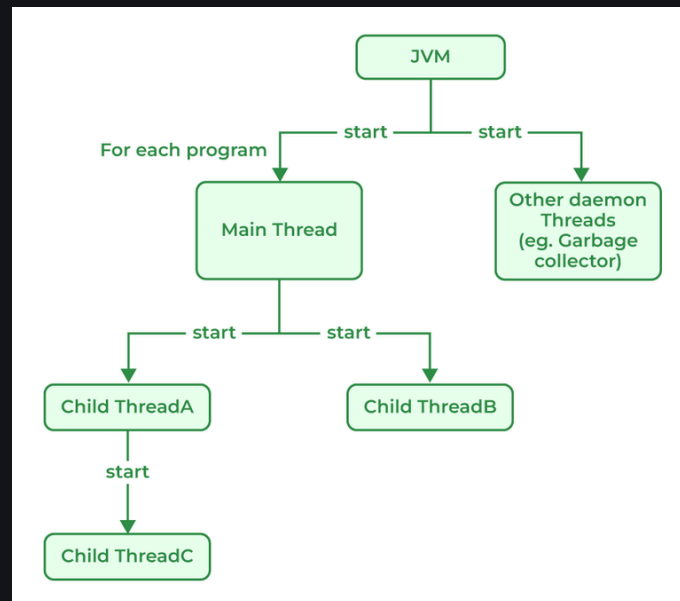 JVM
start
start
For each program
Main Thread
Other daemon
Threads
(eg. Garbage
collector)
start
start
Child ThreadA
Child ThreadB
start
Child ThreadC